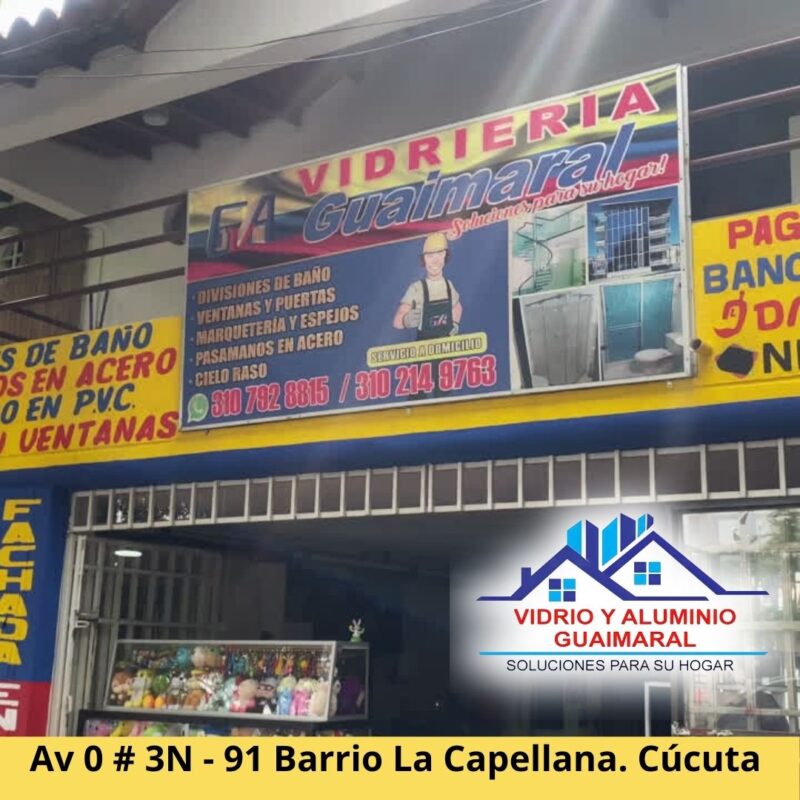 VIDRIERIA
GA Guaimaral
Soluciones para su hogar!
· DIVISIONES DE BAÑO
VENTANAS Y PUERTAS
· MARQUETERÍA Y ESPEJOS
· PASAMANOS EN ACERO
· CIELO RASO
SERVICIO A DOMICILIO
310 792 8815 / 310 214 9763
S DE BAÑO
OS EN ACERO
O EN P.V.C.
N VENTANAS
PAG
BANC
FACHADA
EN
VIDRIO Y ALUMINIO
GUAIMARAL
SOLUCIONES PARA SU HOGAR
Av 0 # 3N - 91 Barrio La Capellana. Cúcuta